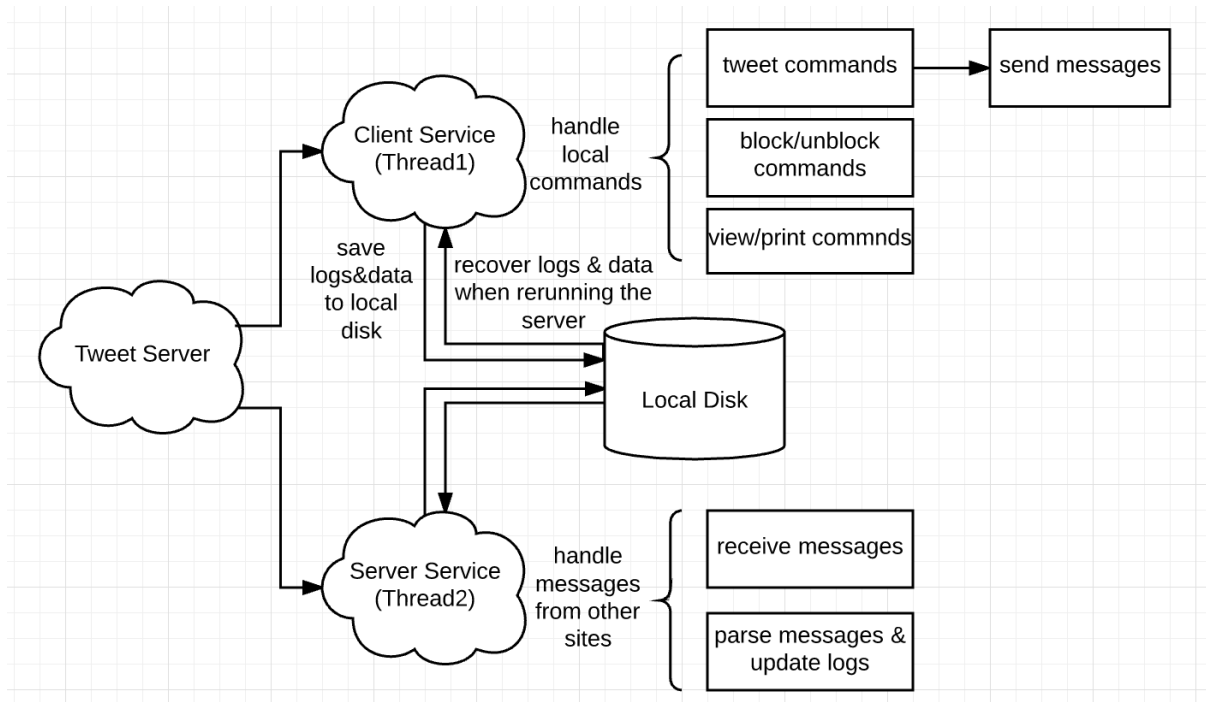 tweet commands
send messages
Client Service
(Thread1)
handle
local
commands
block/unblock
commands
view/print commnds
save
logs&data
to local
disk
recover logs & data
when rerunning the
server
Tweet Server
Local Disk
Server Service
(Thread2)
handle
messages
from other
sites
receive messages
parse messages &
update logs